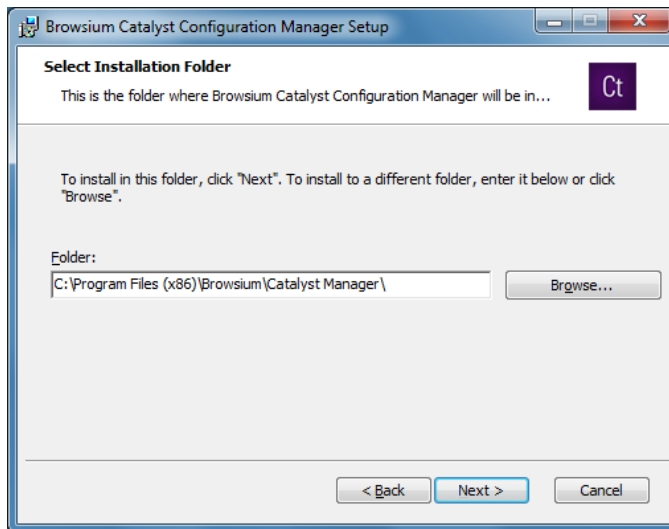 Browsium Catalyst Configuration Manager Setup
Select Installation Folder
This is the folder where Browsium Catalyst Configuration Manager will be in...
Ct
To install in this folder, click "Next". To install to a different folder, enter it below or click
"Browse".
Folder:
C:\Program Files (x86)\Browsium\Catalyst Manager\
Browse...
< Back
Next >
Cancel